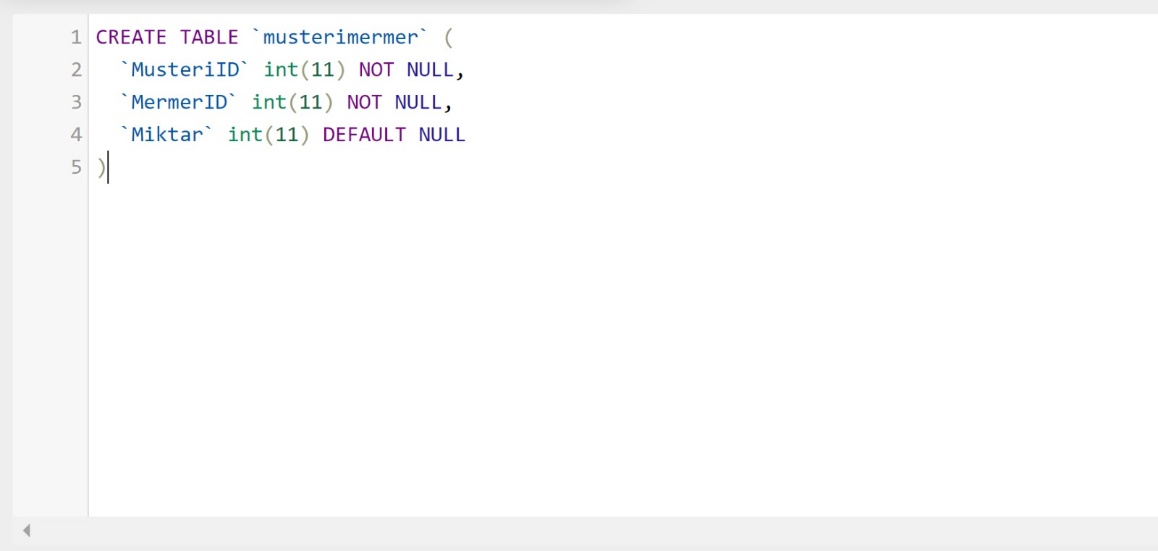 1 CREATE TABLE `musterimermer` (
2   `MusteriID` int(11) NOT NULL,
3   `MermerID` int(11) NOT NULL,
4   `Miktar` int(11) DEFAULT NULL
5 )